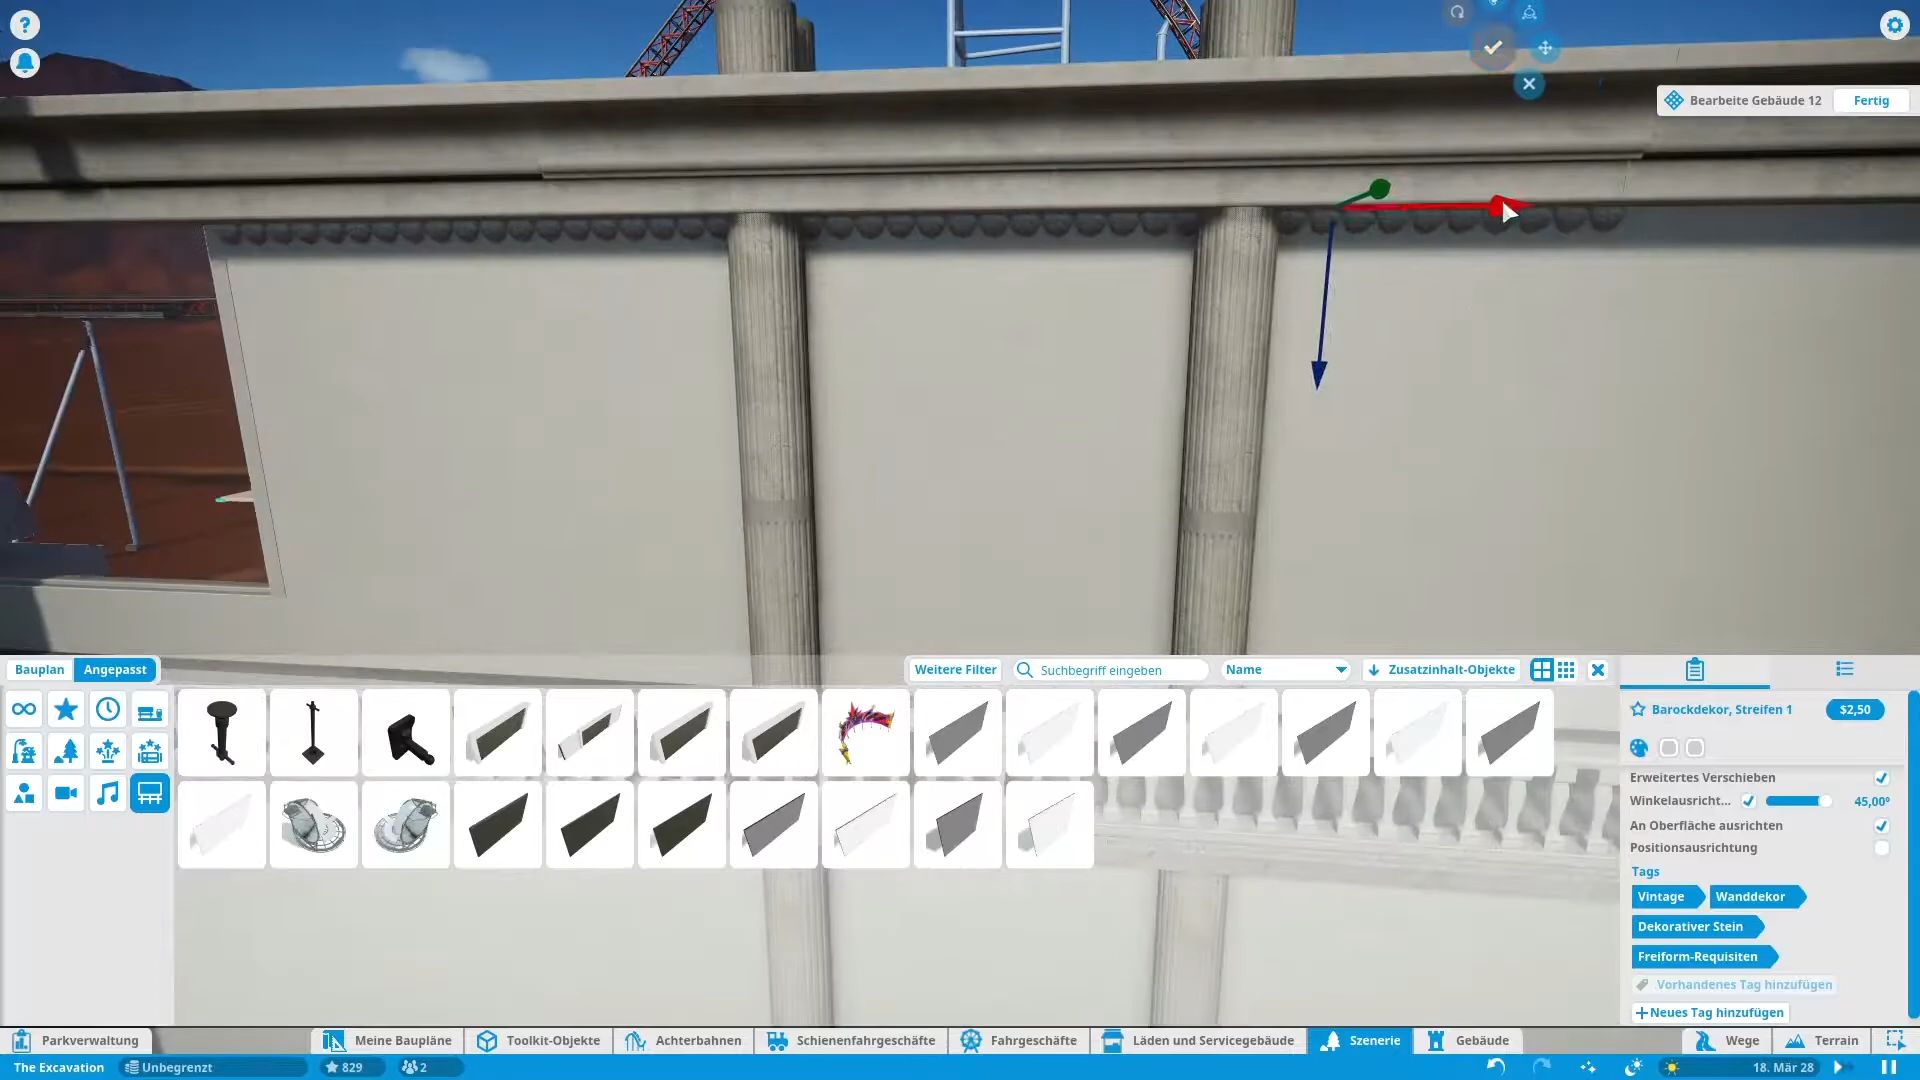 Bearbeite Gebäude 12
Fertig
Bauplan
Angepasst
Weitere Filter
Suchbegriff eingeben
Name
Zusatzinhalt-Objekte
Barockdekor, Streifen 1
$2,50
Erweitertes Verschieben
Winkelausricht...
45,00°
An Oberfläche ausrichten
Positionsausrichtung
Tags
Vintage
Wanddekor
Dekorativer Stein
Freiform-Requisiten
Vorhandenes Tag hinzufügen
+Neues Tag hinzufügen
Parkverwaltung
Meine Baupläne
Toolkit-Objekte
Achterbahnen
Schienenfahrgeschäfte
Fahrgeschäfte
Läden und Servicegebäude
Szenerie
Gebäude
Wege
Terrain
The Excavation
Unbegrenzt
829
2
18. Mär 28